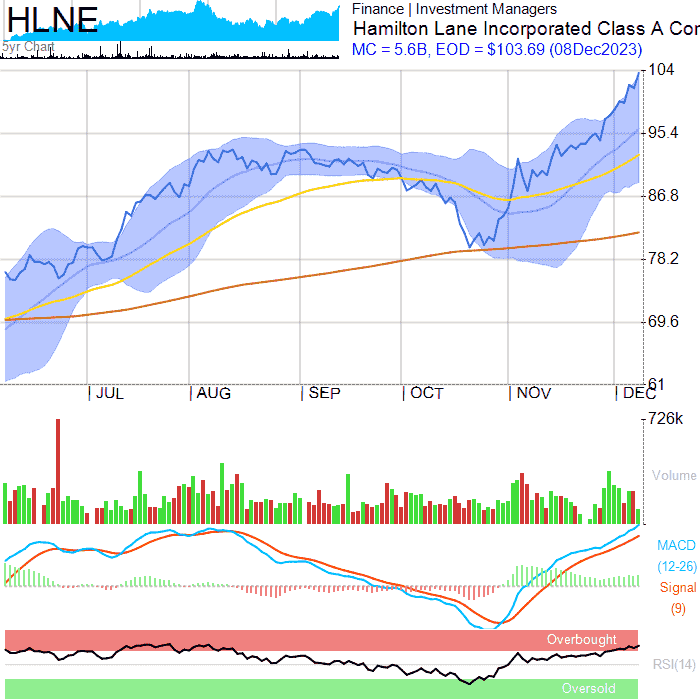 HLNE
5yr Chart
Finance | Investment Managers
Hamilton Lane Incorporated Class A Cor
MC = 5.6B, EOD = $103.69 (08Dec2023)
104
95.4
86.8
78.2
69.6
61
JUL AUG SEP OCT NOV DEC
726k
Volume
MACD
(12-26)
Signal
(9)
Overbought
RSI(14)
Oversold